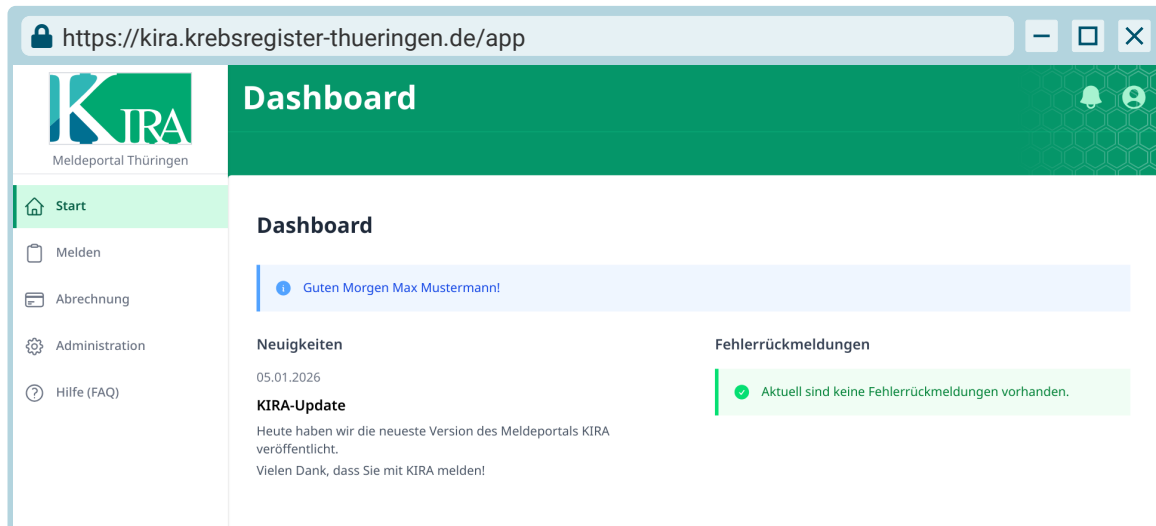 https://kira.krebsregister-thueringen.de/app
KIRA
Meldeportal Thüringen
Dashboard
Start
Melden
Abrechnung
Administration
Hilfe (FAQ)
Dashboard
Guten Morgen Max Mustermann!
Neuigkeiten
05.01.2026
KIRA-Update
Heute haben wir die neueste Version des Meldeportals KIRA
veröffentlicht.
Vielen Dank, dass Sie mit KIRA melden!
Fehlerrückmeldungen
Aktuell sind keine Fehlerrückmeldungen vorhanden.